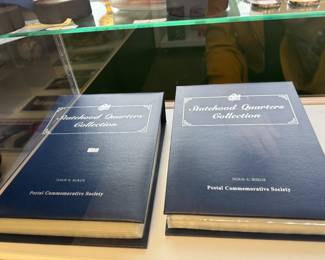 Statehood Quarters
Collection
Postal Commemorative Society
Statehood Quarters
Collection
Postal Commemorative Society